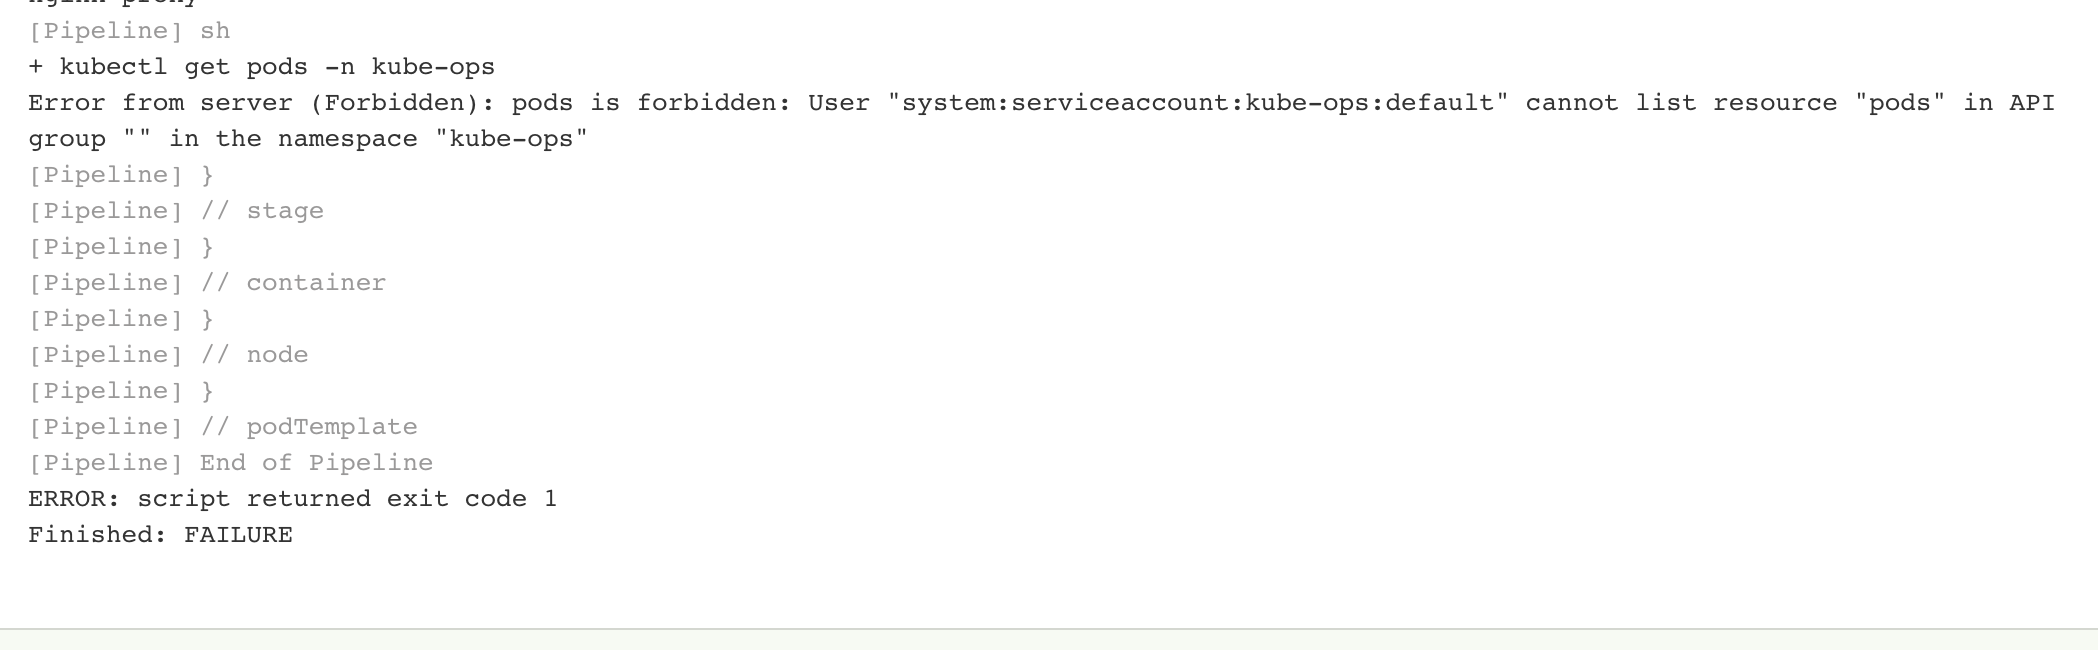 [Pipeline] sh
+ kubectl get pods -n kube-ops
Error from server (Forbidden): pods is forbidden: User "system:serviceaccount:kube-ops:default" cannot list resource "pods" in API
group "" in the namespace "kube-ops"
[Pipeline] }
[Pipeline] // stage
[Pipeline] }
[Pipeline] // container
[Pipeline] }
[Pipeline] // node
[Pipeline] }
[Pipeline] // podTemplate
[Pipeline] End of Pipeline
ERROR: script returned exit code 1
Finished: FAILURE